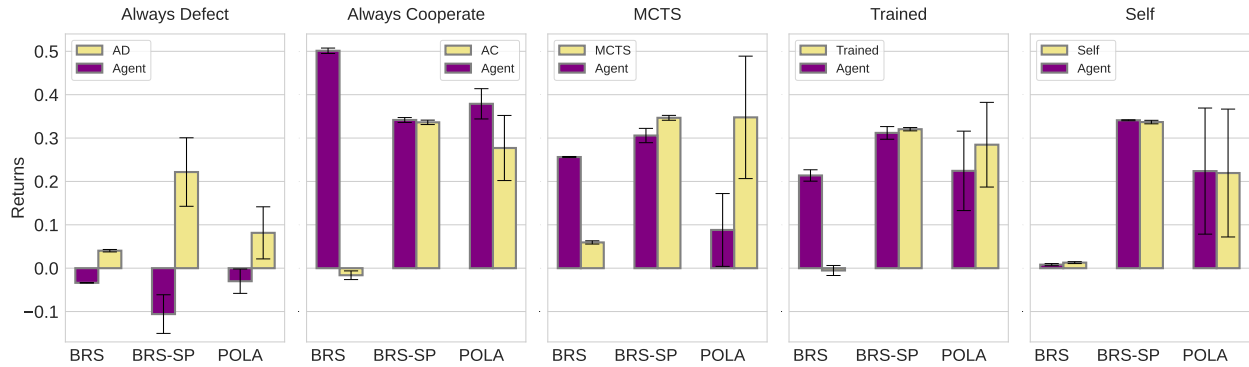 Always Defect
Always Cooperate
MCTS
Trained
Self
Returns
0.5
0.4
0.3
0.2
0.1
0.0
−0.1
AD
Agent
AC
Agent
MCTS
Agent
Trained
Agent
Self
Agent
BRS BRS-SP POLA
BRS BRS-SP POLA
BRS BRS-SP POLA
BRS BRS-SP POLA
BRS BRS-SP POLA